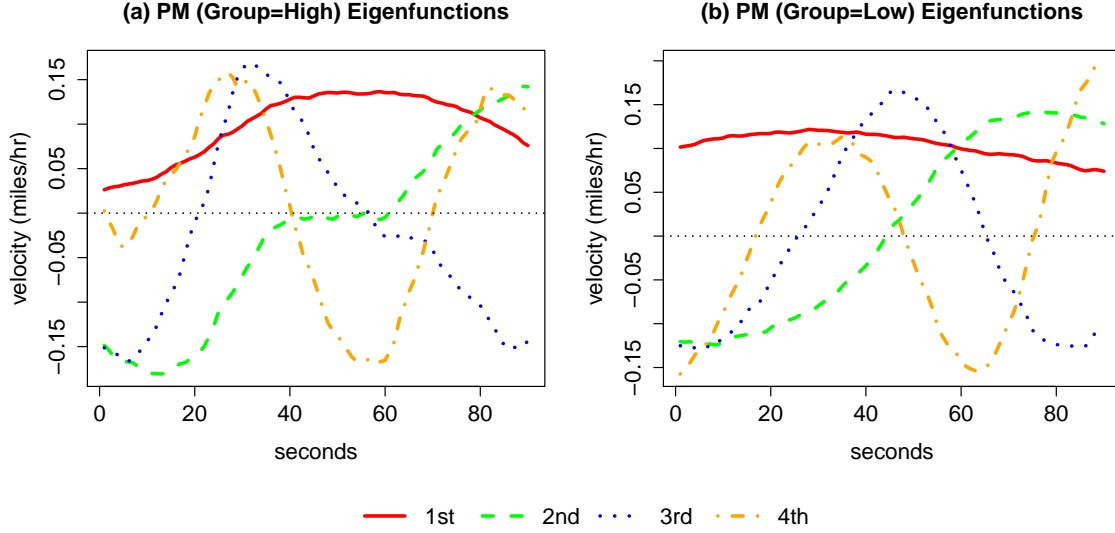 (a) PM (Group=High) Eigenfunctions
velocity (miles/hr)
0.15
0.05
−0.05
−0.15
0 20 40 60 80
seconds
(b) PM (Group=Low) Eigenfunctions
velocity (miles/hr)
0.15
0.05
−0.05
−0.15
0 20 40 60 80
seconds
1st 2nd 3rd 4th